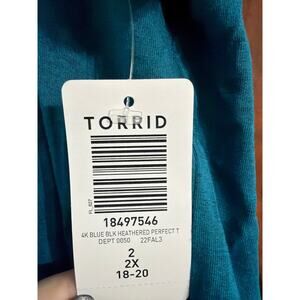 TORRID
18497546
4K BLUE BLK HEATHERED PERFECT T
DEPT 0050 22FAL3
2
2X
18-20